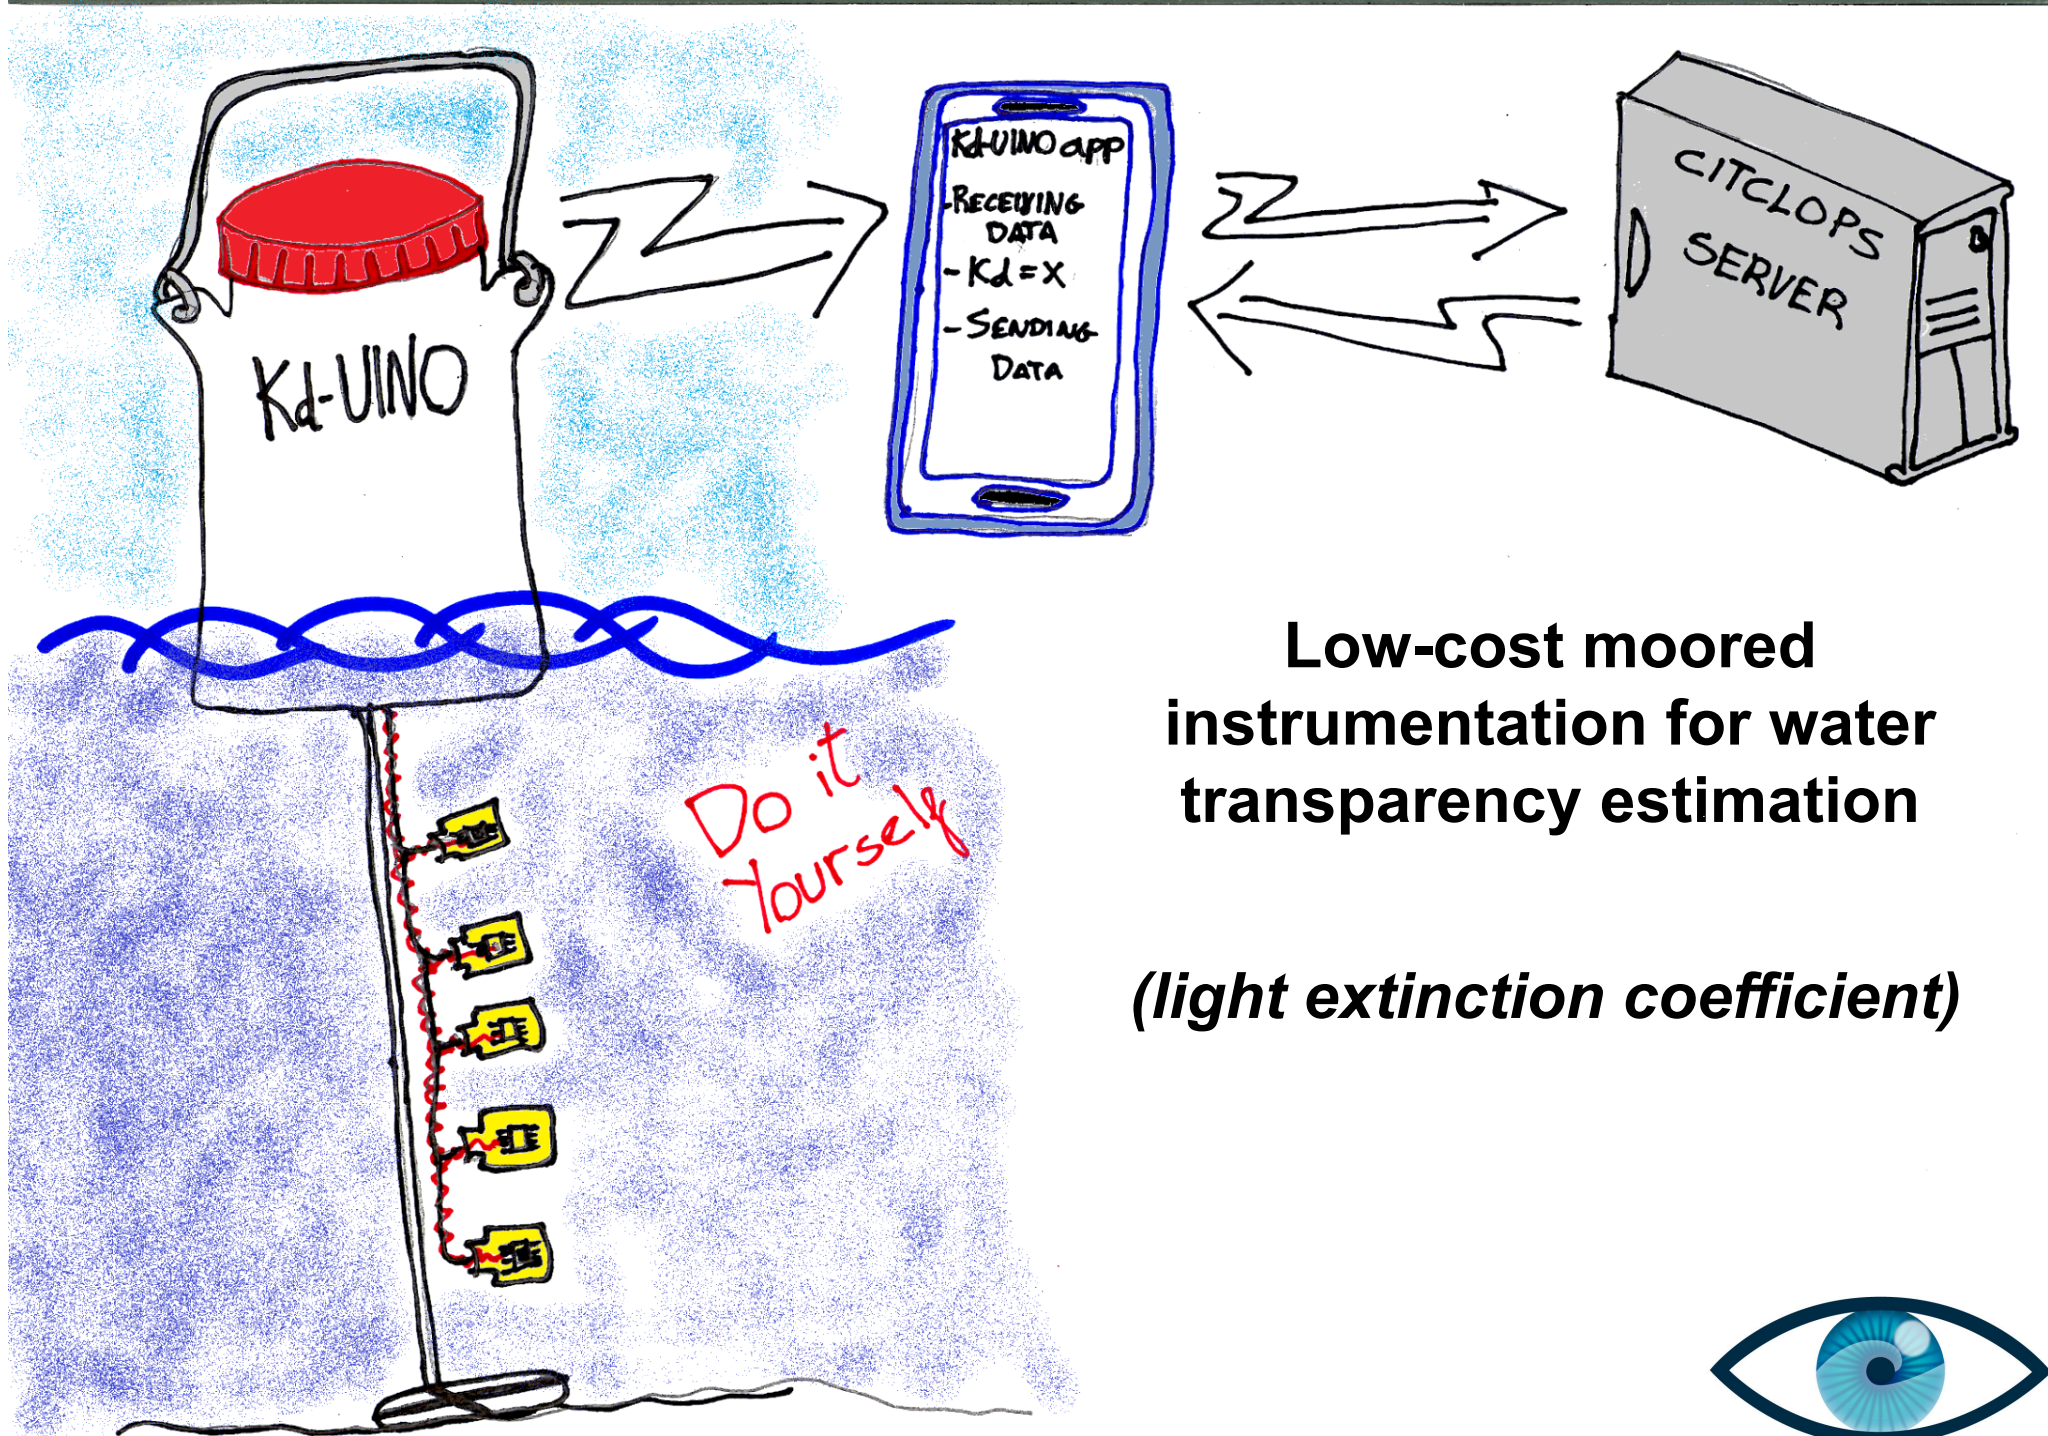 Kd-UINO
Kd-UINO app
-RECEIVING
DATA
- Kd = X
- SENDING
DATA
CITCLOPS
SERVER
Do it
Yourself
Low-cost moored
instrumentation for water
transparency estimation
(light extinction coefficient)